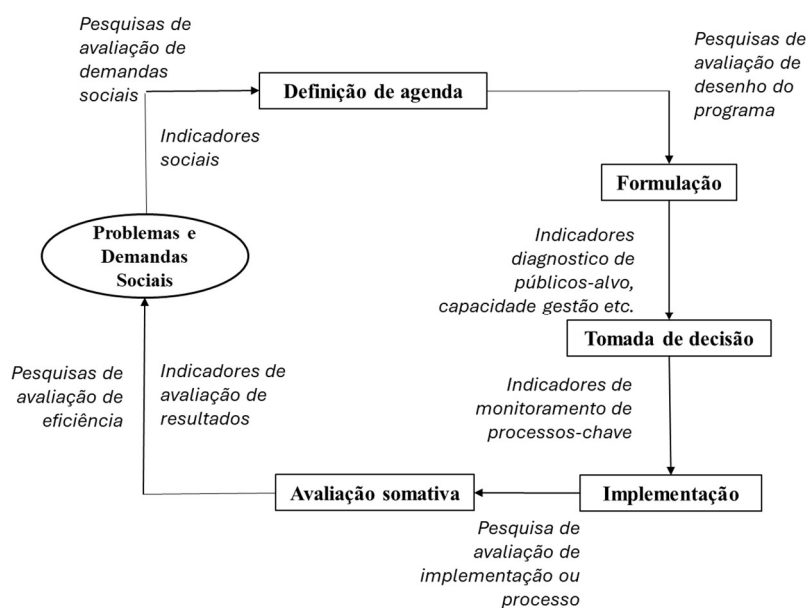 Pesquisas de
avaliação de
demandas
sociais
Definição de agenda
Pesquisas de
avaliação de
desenho do
programa
Indicadores
sociais
Formulação
Problemas e
Demandas
Sociais
Indicadores
diagnostico de
públicos-alvo,
capacidade gestão etc.
Tomada de decisão
Pesquisas de
avaliação de
eficiência
Indicadores de
avaliação de
resultados
Indicadores de
monitoramento de
processos-chave
Avaliação somativa
Implementação
Pesquisa de
avaliação de
implementação ou
processo